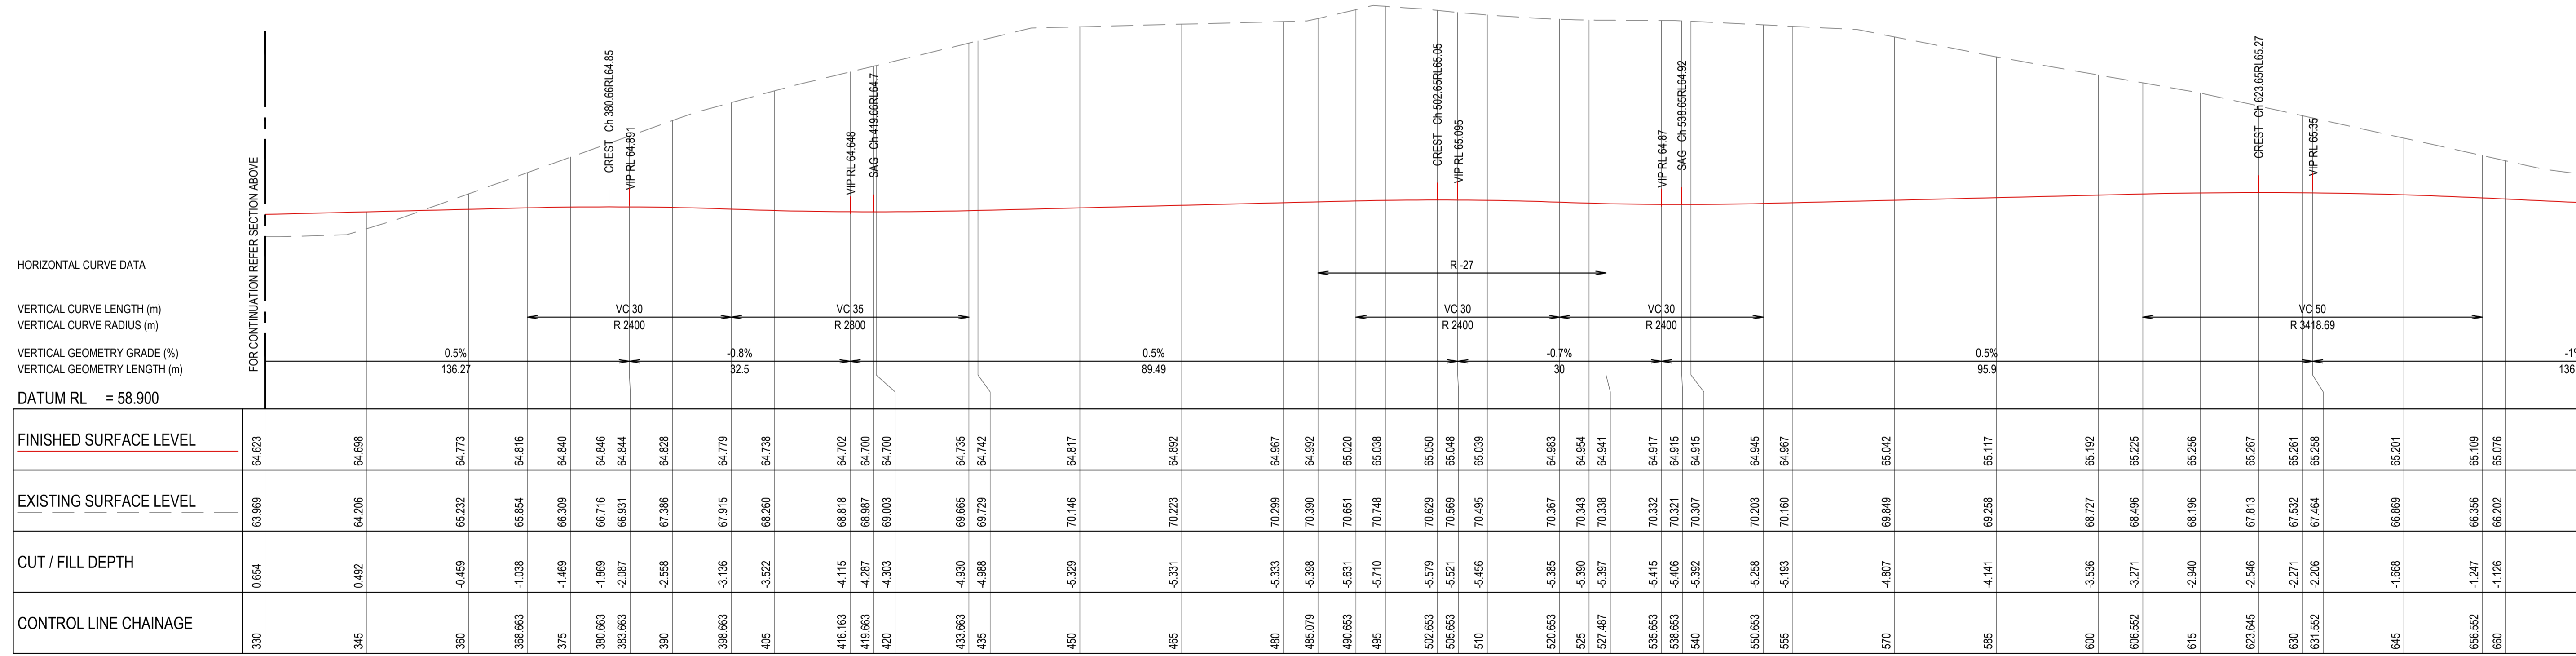 CREST Ch 380.66RL64.85
VIP RL 64.891
VIP RL 64.648
SAG Ch 419.66RL64.7
CREST Ch 502.65RL65.05
VIP RL 65.095
VIP RL 64.87
SAG Ch 538.65RL64.92
CREST Ch 623.65RL65.27
VIP RL 65.35
FOR CONTINUATION REFER SECTION ABOVE
HORIZONTAL CURVE DATA R -27
VERTICAL CURVE LENGTH (m) VC 30 VC 35 VC 30 VC 30 VC 50
VERTICAL CURVE RADIUS (m) R 2400 R 2800 R 2400 R 2400 R 3418.69
VERTICAL GEOMETRY GRADE (%) 0.5% -0.8% 0.5% -0.7% 0.5% -1%
VERTICAL GEOMETRY LENGTH (m) 136.27 32.5 89.49 30 95.9 136.
DATUM RL = 58.900
FINISHED SURFACE LEVEL 64.623 64.698 64.773 64.816 64.840 64.846 64.844 64.828 64.779 64.738 64.702 64.700 64.700 64.735 64.742 64.817 64.892 64.967 64.992 65.020 65.038 65.050 65.048 65.039 64.983 64.954 64.941 64.917 64.915 64.915 64.945 64.967 65.042 65.117 65.192 65.225 65.256 65.267 65.261 65.258 65.201 65.109 65.076
EXISTING SURFACE LEVEL 63.969 64.206 65.232 65.854 66.309 66.716 66.931 67.386 67.915 68.260 68.818 68.987 69.003 69.665 69.729 70.146 70.223 70.299 70.390 70.651 70.748 70.629 70.569 70.495 70.367 70.343 70.338 70.332 70.321 70.307 70.203 70.160 69.849 69.258 68.727 68.496 68.196 67.813 67.532 67.464 66.869 66.356 66.202
CUT / FILL DEPTH 0.654 0.492 -0.459 -1.038 -1.469 -1.869 -2.087 -2.558 -3.136 -3.522 -4.115 -4.287 -4.303 -4.930 -4.988 -5.329 -5.331 -5.333 -5.398 -5.631 -5.710 -5.579 -5.521 -5.456 -5.385 -5.390 -5.397 -5.415 -5.406 -5.392 -5.258 -5.193 -4.807 -4.141 -3.536 -3.271 -2.940 -2.546 -2.271 -2.206 -1.668 -1.247 -1.126
CONTROL LINE CHAINAGE 330 345 360 368.663 375 380.663 383.663 390 398.663 405 416.163 419.663 420 433.663 435 450 465 480 485.079 490.653 495 502.653 505.653 510 520.653 525 527.487 535.653 538.653 540 550.653 555 570 585 600 606.552 615 623.645 630 631.552 645 656.552 660